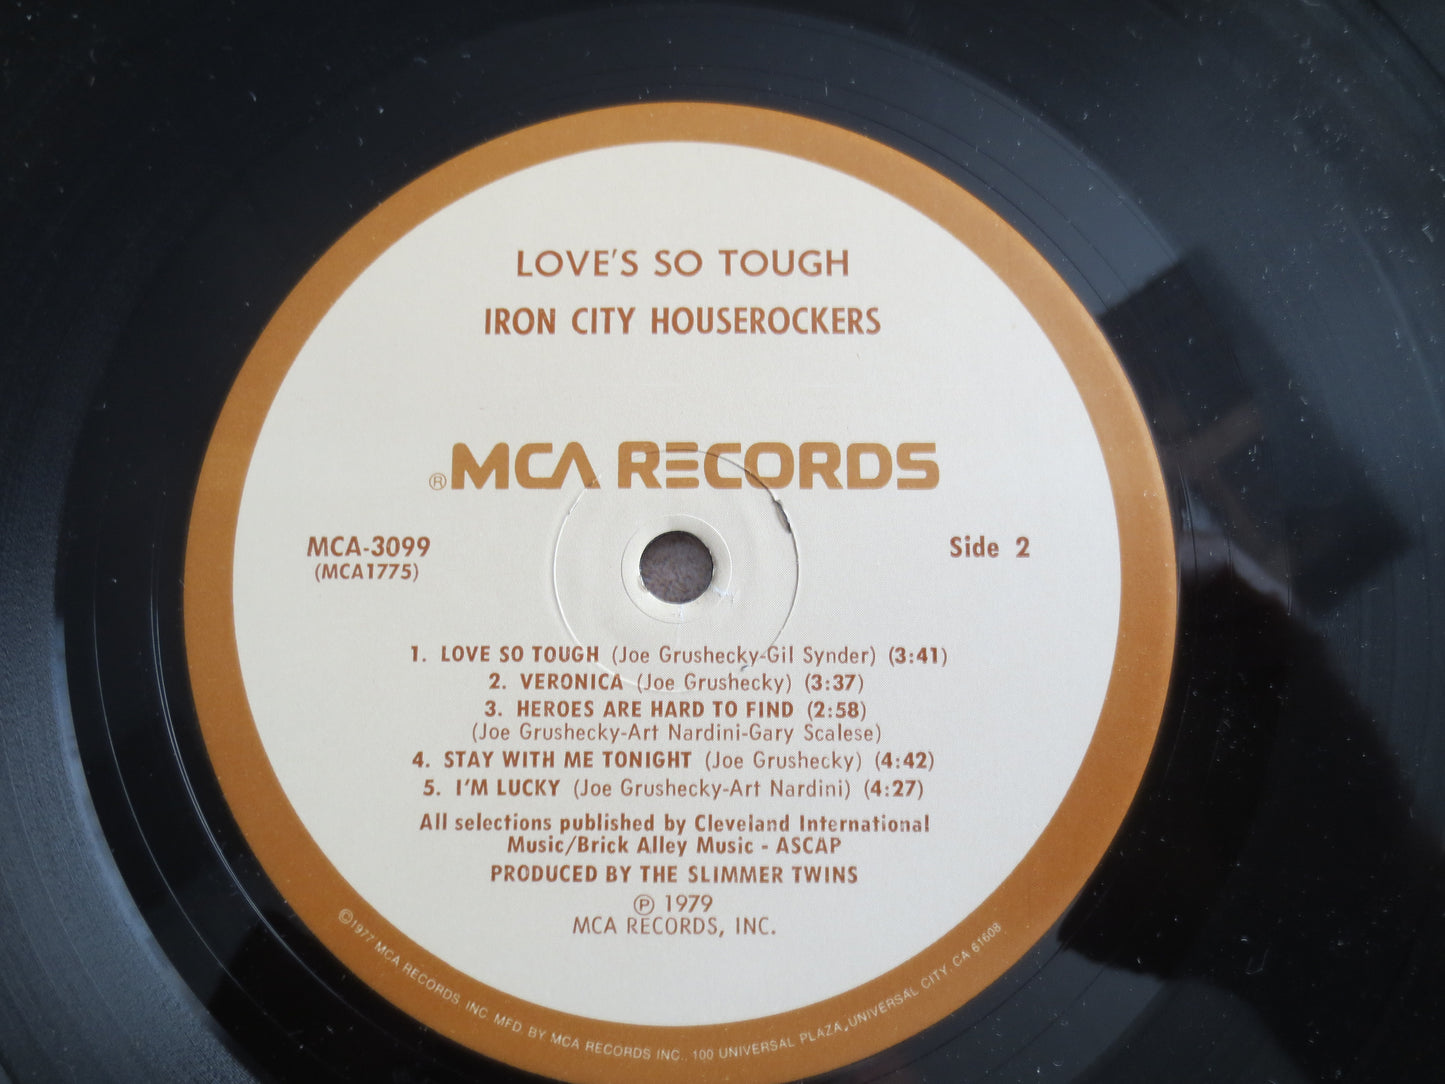 LOVE'S SO TOUGH
IRON CITY HOUSEROCKERS
®MCA RECORDS
MCA-3099
(MCA1775)
Side 2
1. LOVE SO TOUGH (Joe Grushecky-Gil Synder) (3:41)
2. VERONICA (Joe Grushecky) (3:37)
3. HEROES ARE HARD TO FIND (2:58)
(Joe Grushecky-Art Nardini-Gary Scalese)
4. STAY WITH ME TONIGHT (Joe Grushecky) (4:42)
5. I'M LUCKY (Joe Grushecky-Art Nardini) (4:27)
All selections published by Cleveland International
Music/Brick Alley Music - ASCAP
PRODUCED BY THE SLIMMER TWINS
℗ 1979
MCA RECORDS, INC.
©1977 MCA RECORDS, INC. MFD. BY MCA RECORDS INC., 100 UNIVERSAL PLAZA, UNIVERSAL CITY, CA 61608